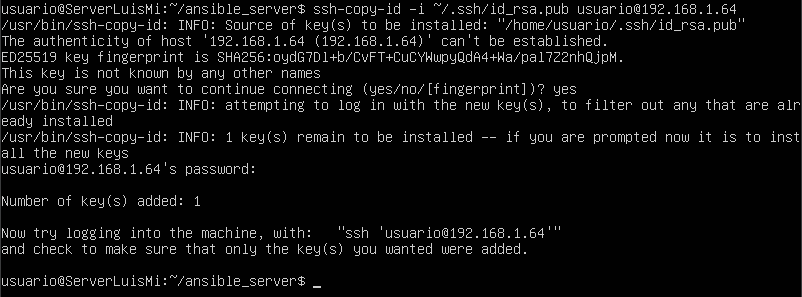 usuario@ServerLuisMi:~/ansible_server$ ssh-copy-id -i ~/.ssh/id_rsa.pub usuario@192.168.1.64
/usr/bin/ssh-copy-id: INFO: Source of key(s) to be installed: "/home/usuario/.ssh/id_rsa.pub"
The authenticity of host '192.168.1.64 (192.168.1.64)' can't be established.
ED25519 key fingerprint is SHA256:oydG7Dl+b/CvFT+CuCYWwpyQdA4+Wa/pal7Z2nhQjpM.
This key is not known by any other names
Are you sure you want to continue connecting (yes/no/[fingerprint])? yes
/usr/bin/ssh-copy-id: INFO: attempting to log in with the new key(s), to filter out any that are alr
eady installed
/usr/bin/ssh-copy-id: INFO: 1 key(s) remain to be installed -- if you are prompted now it is to inst
all the new keys
usuario@192.168.1.64's password:
Number of key(s) added: 1
Now try logging into the machine, with:   "ssh 'usuario@192.168.1.64'"
and check to make sure that only the key(s) you wanted were added.
usuario@ServerLuisMi:~/ansible_server$ _